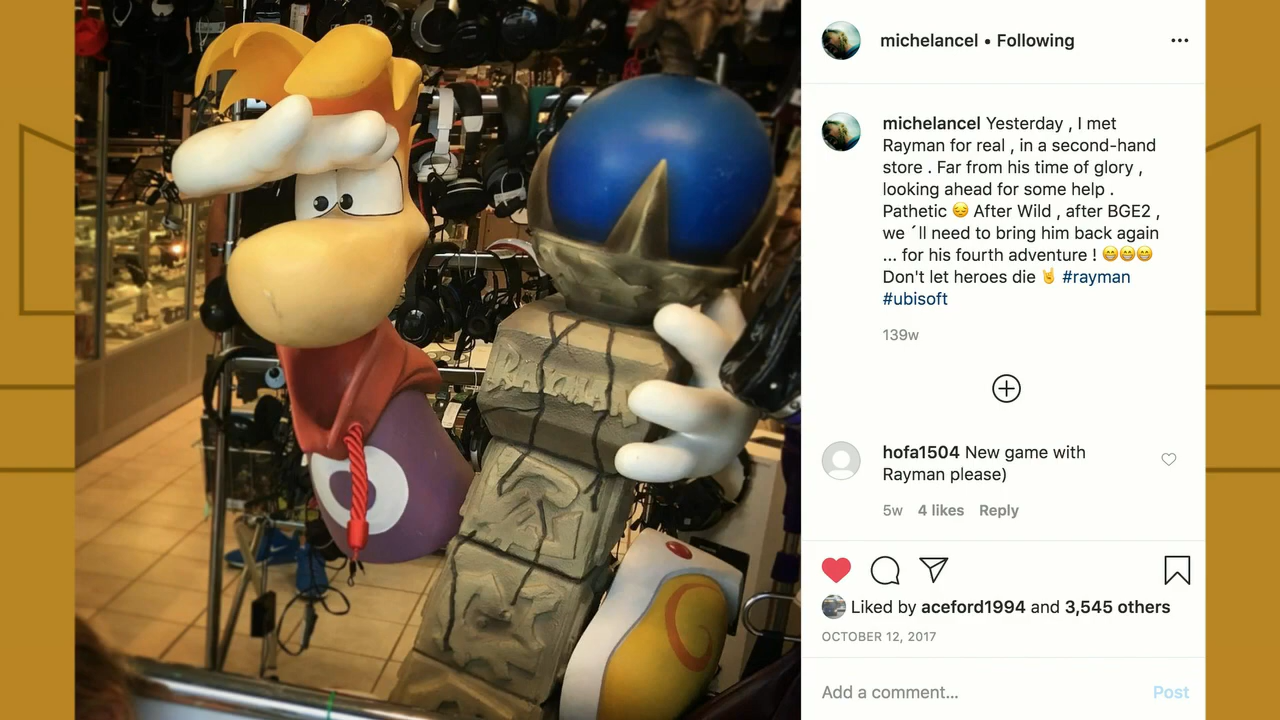 michelancel • Following
michelancel Yesterday , I met
Rayman for real , in a second-hand
store . Far from his time of glory ,
looking ahead for some help .
Pathetic 😔 After Wild , after BGE2 ,
we ´ll need to bring him back again
... for his fourth adventure ! 😁😁😁
Don't let heroes die 🤘 #rayman
#ubisoft
139w
hofa1504 New game with
Rayman please)
5w 4 likes Reply
Liked by aceford1994 and 3,545 others
OCTOBER 12, 2017
Add a comment... Post
RAYMAN